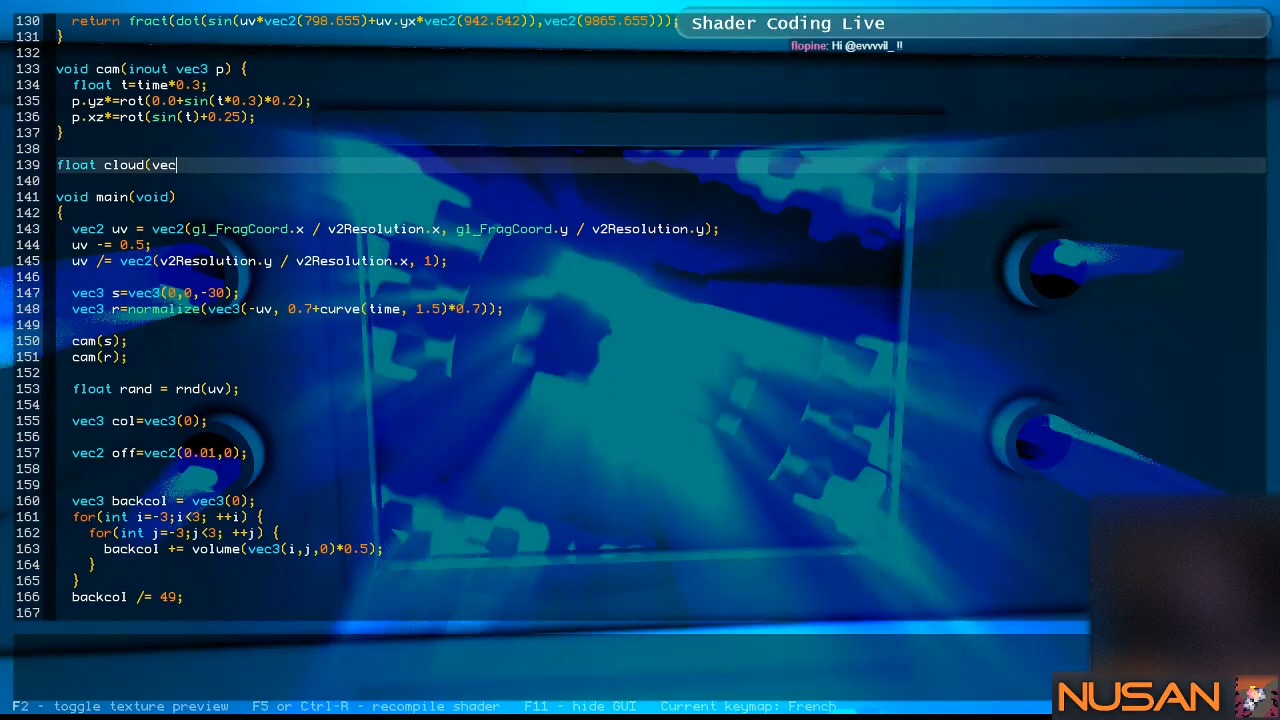 130   return fract(dot(sin(uv*vec2(798.655)+uv.yx*vec2(942.642)),vec2(9865.655)));
131 }
132
133 void cam(inout vec3 p) {
134   float t=time*0.3;
135   p.yz*=rot(0.0+sin(t*0.3)*0.2);
136   p.xz*=rot(sin(t)+0.25);
137 }
138
139 float cloud(vec
140
141 void main(void)
142 {
143   vec2 uv = vec2(gl_FragCoord.x / v2Resolution.x, gl_FragCoord.y / v2Resolution.y);
144   uv -= 0.5;
145   uv /= vec2(v2Resolution.y / v2Resolution.x, 1);
146
147   vec3 s=vec3(0,0,-30);
148   vec3 r=normalize(vec3(-uv, 0.7+curve(time, 1.5)*0.7));
149
150   cam(s);
151   cam(r);
152
153   float rand = rnd(uv);
154
155   vec3 col=vec3(0);
156
157   vec2 off=vec2(0.01,0);
158
159
160   vec3 backcol = vec3(0);
161   for(int i=-3;i<3; ++i) {
162     for(int j=-3;j<3; ++j) {
163       backcol += volume(vec3(i,j,0)*0.5);
164     }
165   }
166   backcol /= 49;
167
Shader Coding Live
flopine: Hi @evvvvil_ !!
F2 - toggle texture preview   F5 or Ctrl-R - recompile shader   F11 - hide GUI   Current keymap: French
NUSAN